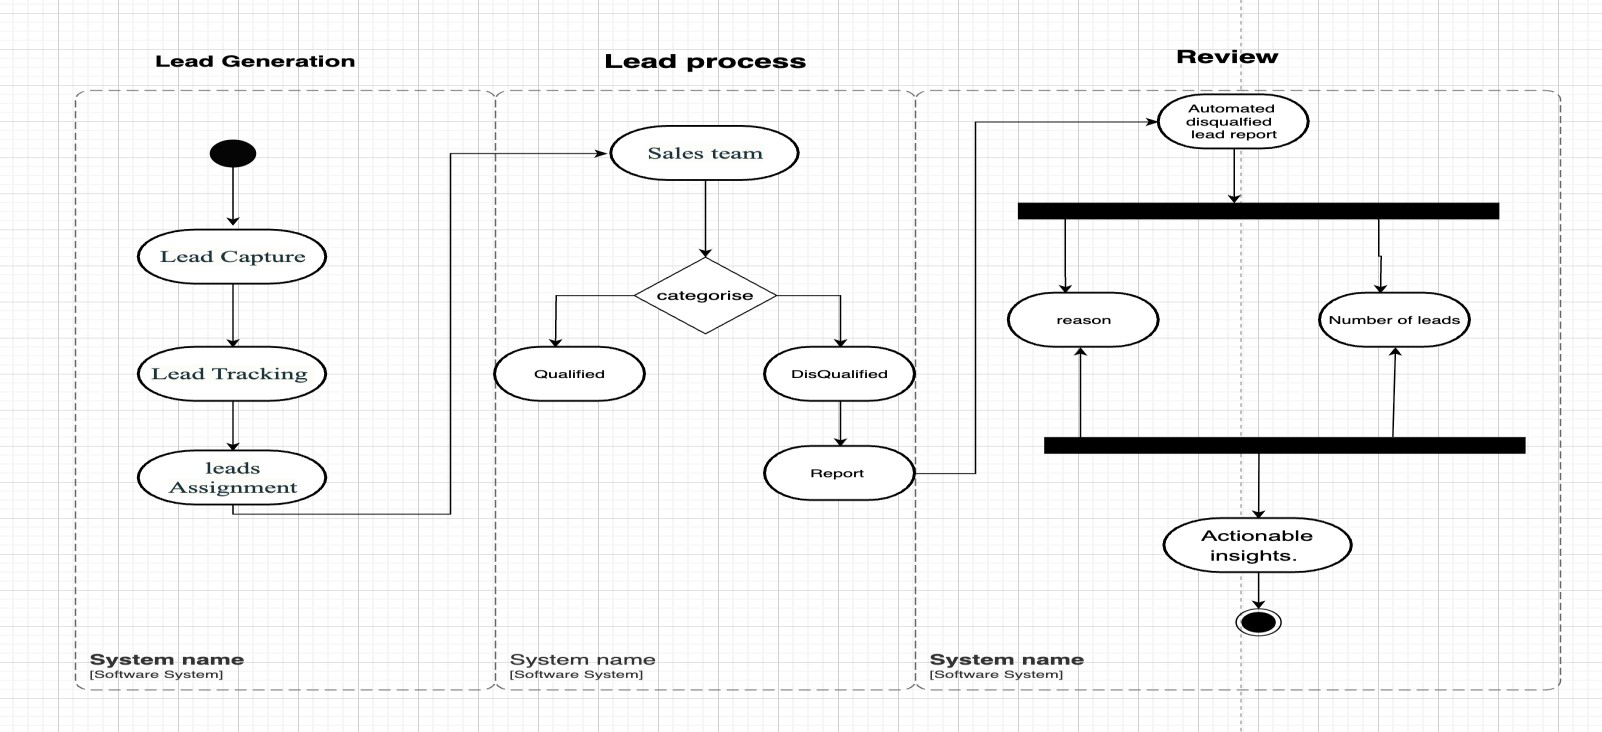 Lead Generation
Lead process
Review
Lead Capture
Lead Tracking
leads
Assignment
Sales team
categorise
Qualified
DisQualified
Report
Automated
disqualfied
lead report
reason
Number of leads
Actionable
insights.
System name
[Software System]
System name
[Software System]
System name
[Software System]